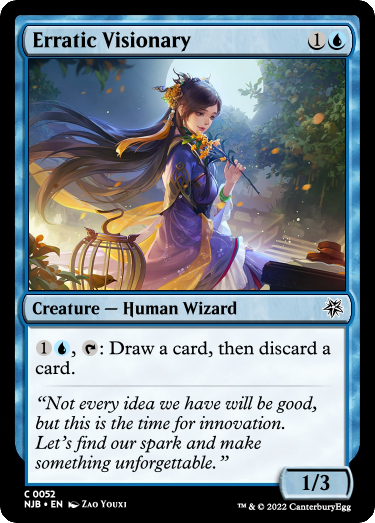 Erratic Visionary 1
Creature — Human Wizard
1, : Draw a card, then discard a
card.
“Not every idea we have will be good,
but this is the time for innovation.
Let’s find our spark and make
something unforgettable.”
1/3
C 0052
NJB • EN Zao Youxi
™ & © 2022 CanterburyEgg